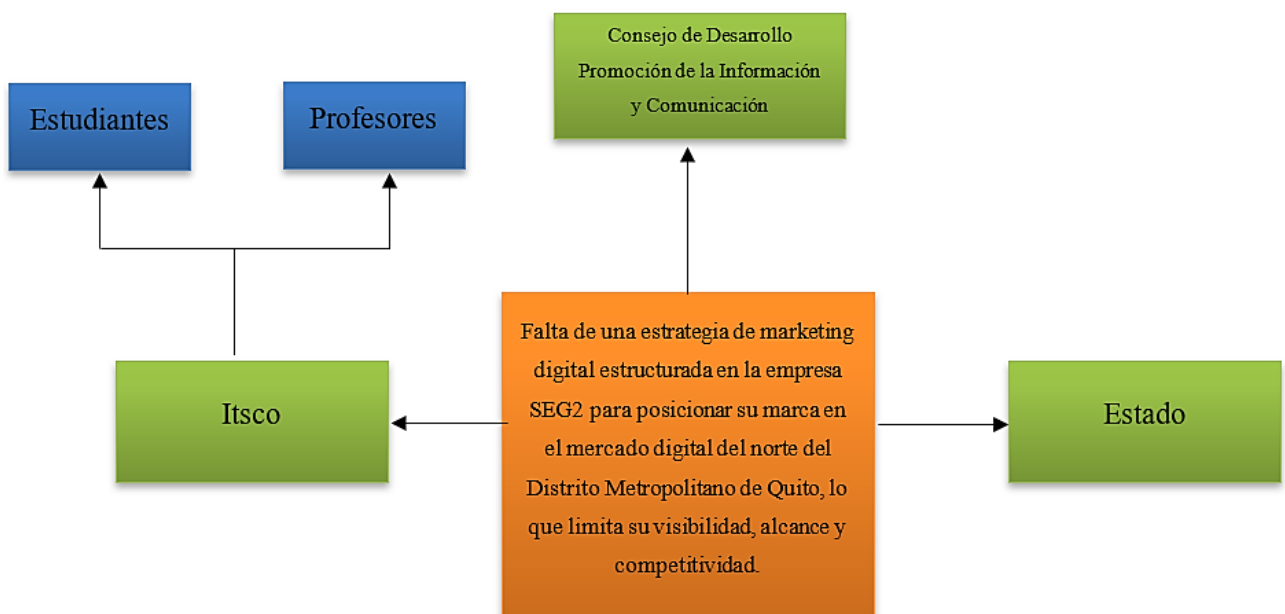 Consejo de Desarrollo
Promoción de la Información
y Comunicación
Estudiantes
Profesores
Falta de una estrategia de marketing
digital estructurada en la empresa
SEG2 para posicionar su marca en
el mercado digital del norte del
Distrito Metropolitano de Quito, lo
que limita su visibilidad, alcance y
competitividad.
Itsco
Estado